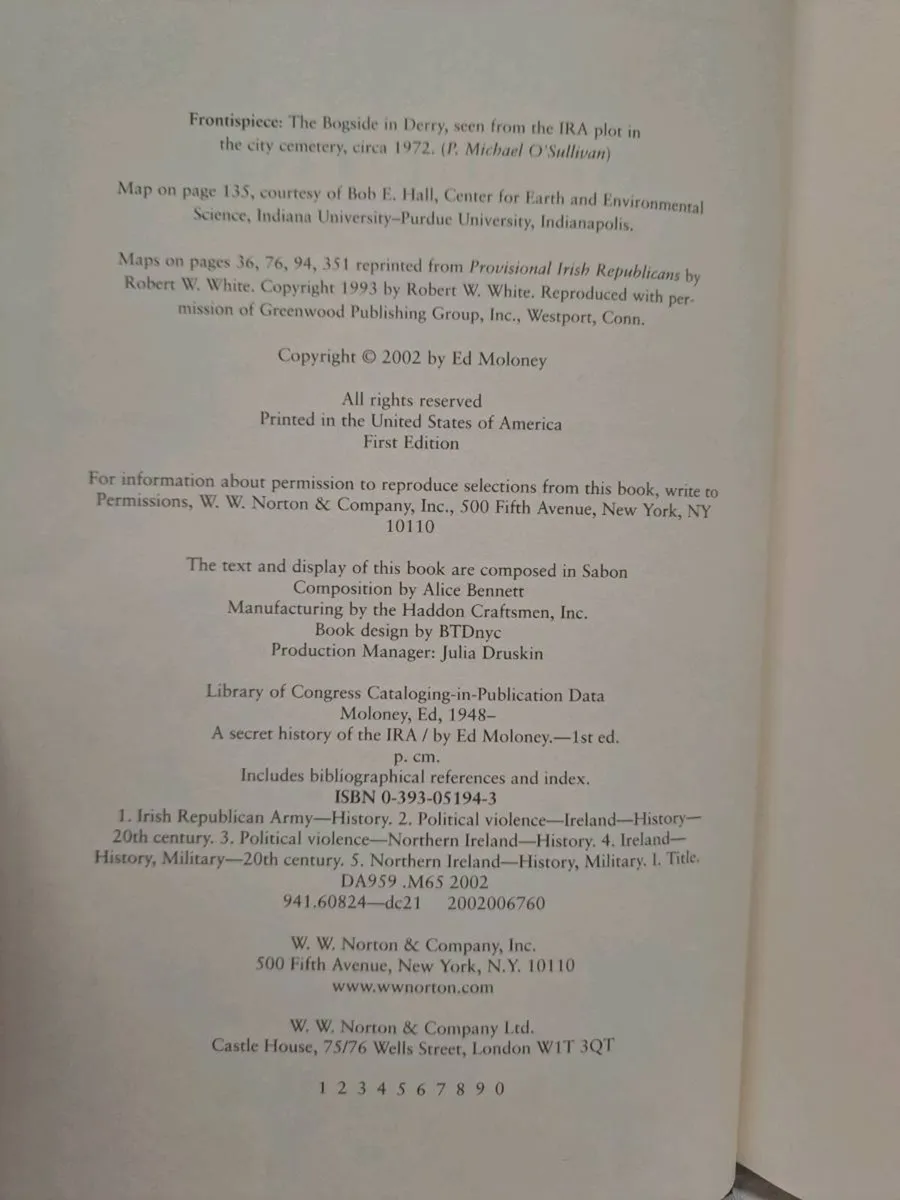 Frontispiece: The Bogside in Derry, seen from the IRA plot in
the city cemetery, circa 1972. (P. Michael O'Sullivan)
Map on page 135, courtesy of Bob E. Hall, Center for Earth and Environmental
Science, Indiana University–Purdue University, Indianapolis.
Maps on pages 36, 76, 94, 351 reprinted from Provisional Irish Republicans by
Robert W. White. Copyright 1993 by Robert W. White. Reproduced with per-
mission of Greenwood Publishing Group, Inc., Westport, Conn.
Copyright © 2002 by Ed Moloney
All rights reserved
Printed in the United States of America
First Edition
For information about permission to reproduce selections from this book, write to
Permissions, W. W. Norton & Company, Inc., 500 Fifth Avenue, New York, NY
10110
The text and display of this book are composed in Sabon
Composition by Alice Bennett
Manufacturing by the Haddon Craftsmen, Inc.
Book design by BTDnyc
Production Manager: Julia Druskin
Library of Congress Cataloging-in-Publication Data
Moloney, Ed, 1948–
A secret history of the IRA / by Ed Moloney.—1st ed.
p. cm.
Includes bibliographical references and index.
ISBN 0-393-05194-3
1. Irish Republican Army—History. 2. Political violence—Ireland—History—
20th century. 3. Political violence—Northern Ireland—History. 4. Ireland—
History, Military—20th century. 5. Northern Ireland—History, Military. I. Title.
DA959 .M65 2002
941.60824—dc21 2002006760
W. W. Norton & Company, Inc.
500 Fifth Avenue, New York, N.Y. 10110
www.wwnorton.com
W. W. Norton & Company Ltd.
Castle House, 75/76 Wells Street, London W1T 3QT
1 2 3 4 5 6 7 8 9 0